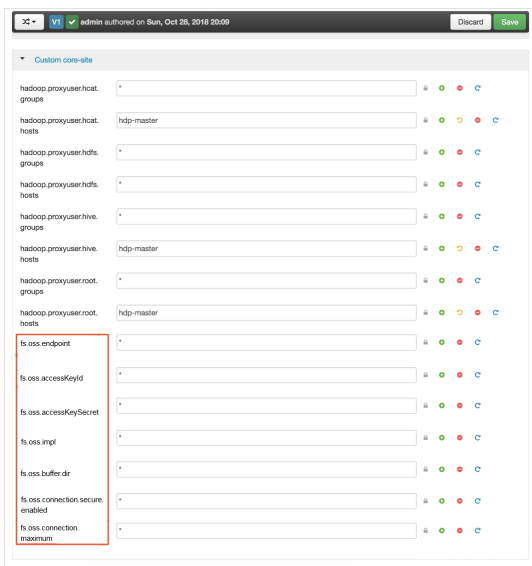 V1 admin authored on Sun, Oct 28, 2018 20:09 Discard Save
Custom core-site
hadoop.proxyuser.hcat. *
groups
hadoop.proxyuser.hcat. hdp-master
hosts
hadoop.proxyuser.hdfs. *
groups
hadoop.proxyuser.hdfs. *
hosts
hadoop.proxyuser.hive. *
groups
hadoop.proxyuser.hive. hdp-master
hosts
hadoop.proxyuser.root. *
groups
hadoop.proxyuser.root. hdp-master
hosts
fs.oss.endpoint *
fs.oss.accessKeyId *
fs.oss.accessKeySecret *
fs.oss.impl *
fs.oss.buffer.dir *
fs.oss.connection.secure. *
enabled
fs.oss.connection. *
maximum